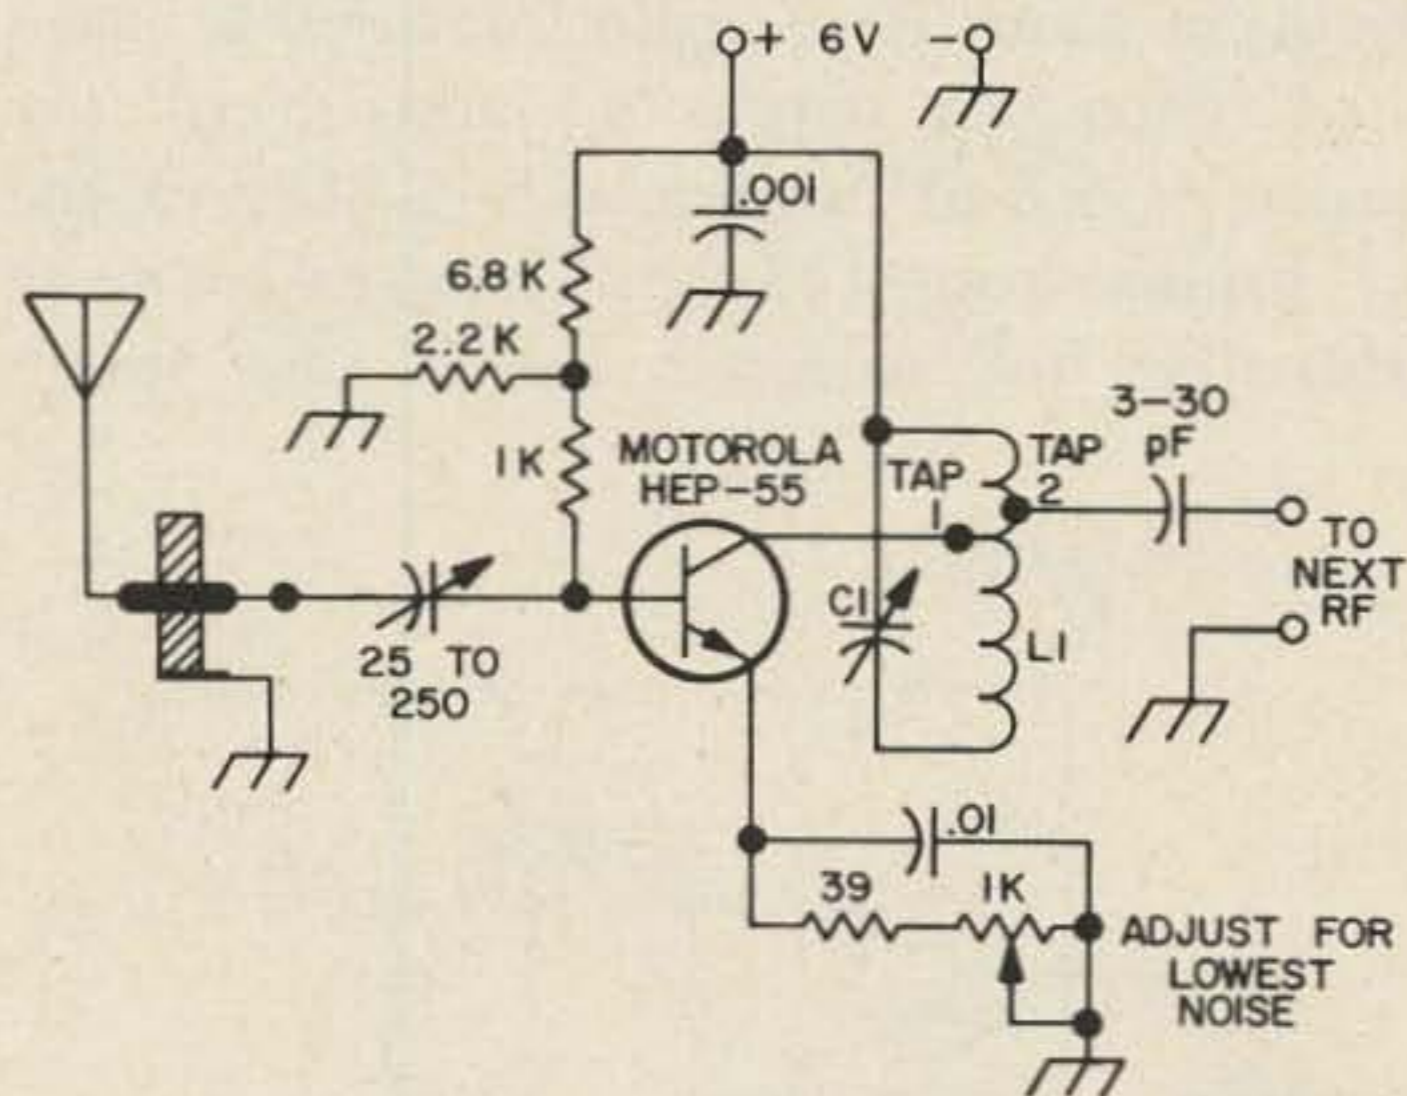 + 6V -
.001
6.8 K
2.2 K
3-30
pF
1K
MOTOROLA
HEP-55
TAP
1
TAP
2
TO
NEXT
RF
C1
L1
25 TO
250
.01
39
1K
ADJUST FOR
LOWEST
NOISE